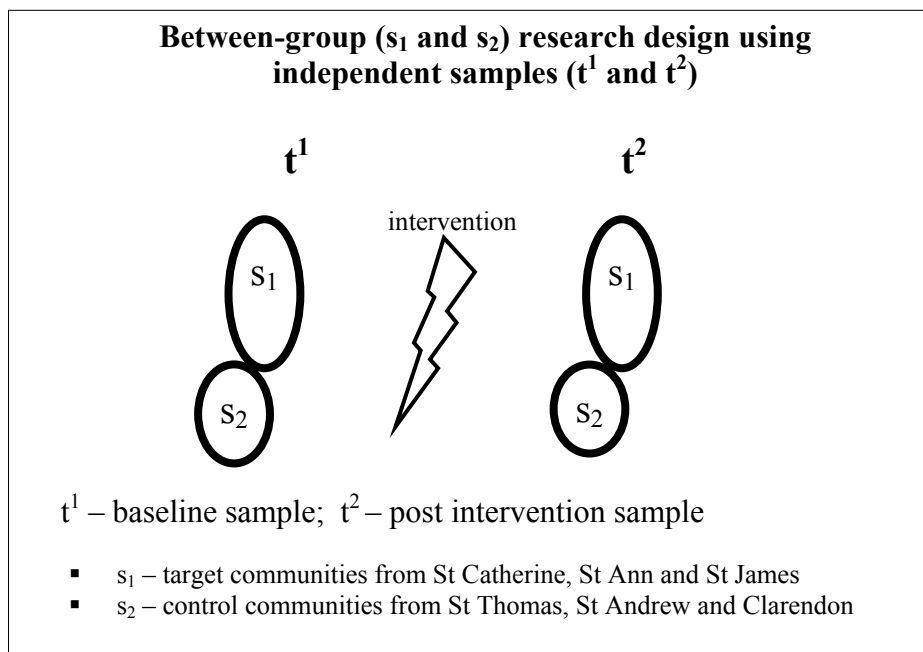 Between-group (s₁ and s₂) research design using
independent samples (t¹ and t²)
t¹ t²
intervention
s₁ s₁
s₂ s₂
t¹ – baseline sample; t² – post intervention sample
▪ s₁ – target communities from St Catherine, St Ann and St James
▪ s₂ – control communities from St Thomas, St Andrew and Clarendon